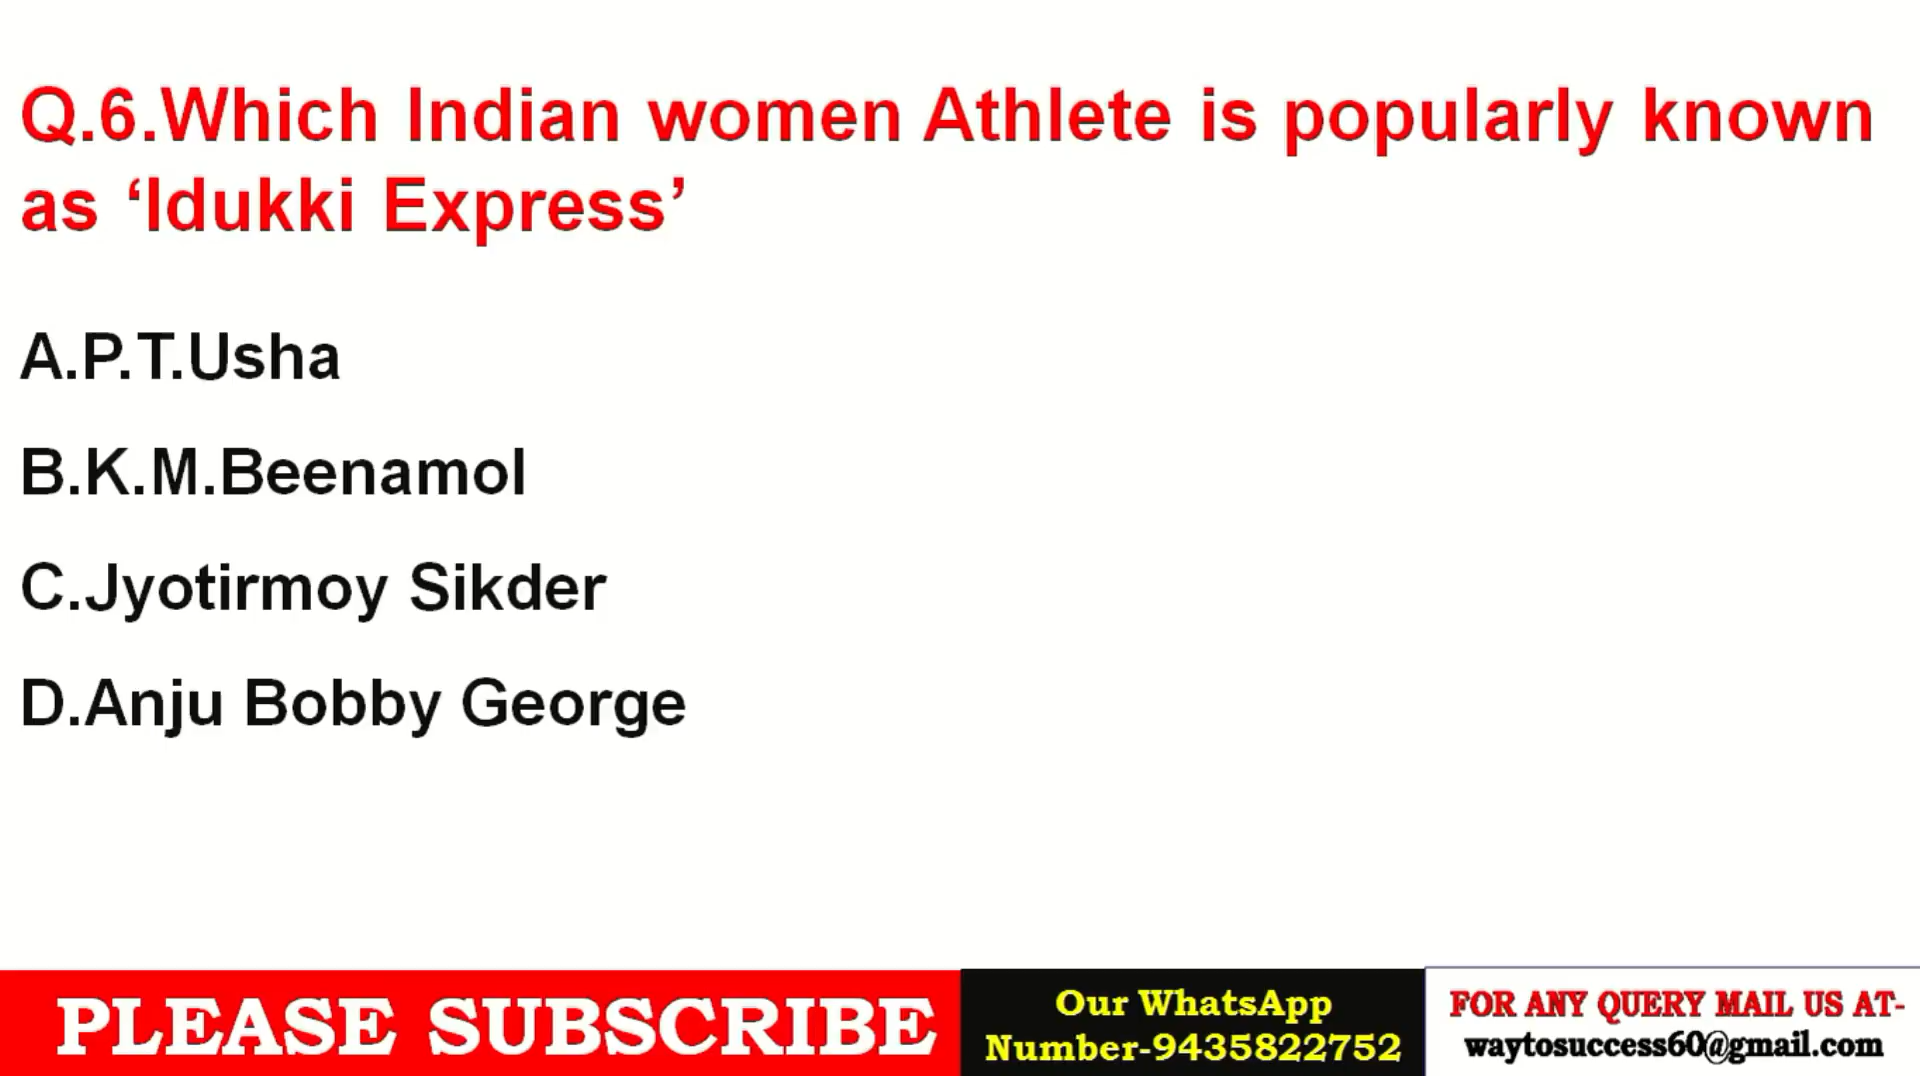 Q.6.Which Indian women Athlete is popularly known
as ‘Idukki Express’
A.P.T.Usha
B.K.M.Beenamol
C.Jyotirmoy Sikder
D.Anju Bobby George
PLEASE SUBSCRIBE
Our WhatsApp
Number-9435822752
FOR ANY QUERY MAIL US AT-
waytosuccess60@gmail.com